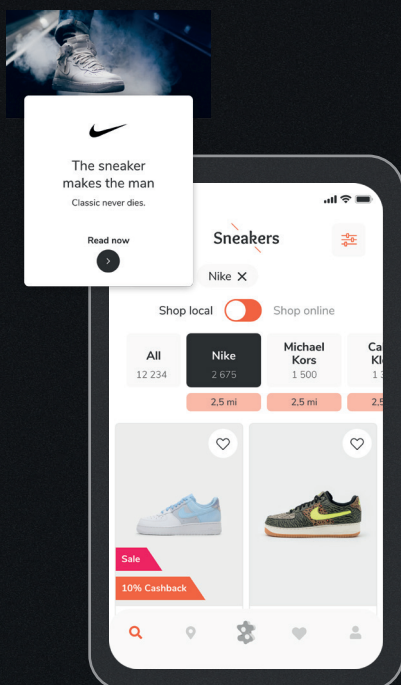 The sneaker
makes the man
Classic never dies.
Read now
Sneakers
Nike
Shop local
Shop online
All
12 234
Nike
2 675
Michael
Kors
1 500
2,5 mi
2,5 mi
Sale
10% Cashback